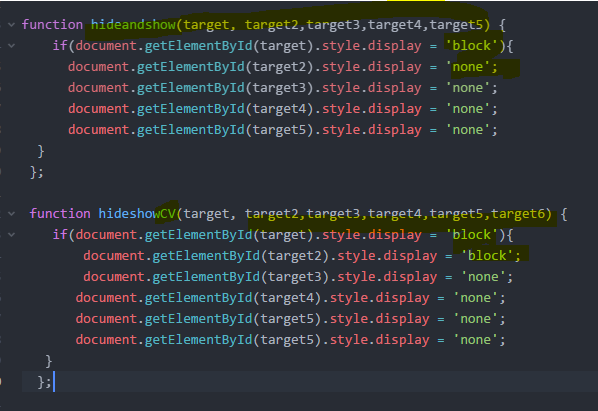 function hideandshow(target, target2,target3,target4,target5) {
if(document.getElementById(target).style.display = 'block'){
document.getElementById(target2).style.display = 'none';
document.getElementById(target3).style.display = 'none';
document.getElementById(target4).style.display = 'none';
document.getElementById(target5).style.display = 'none';
}
};
function hideshowCV(target, target2,target3,target4,target5,target6) {
if(document.getElementById(target).style.display = 'block'){
document.getElementById(target2).style.display = 'block';
document.getElementById(target3).style.display = 'none';
document.getElementById(target4).style.display = 'none';
document.getElementById(target5).style.display = 'none';
document.getElementById(target5).style.display = 'none';
}
};